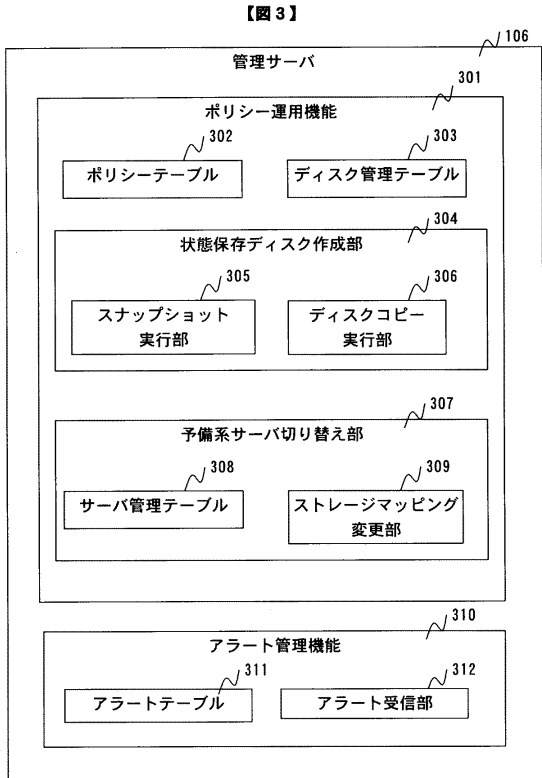 【図3】
106
管理サーバ
301
ポリシー運用機能
302
303
ポリシーテーブル
ディスク管理テーブル
304
状態保存ディスク作成部
305
306
スナップショット
実行部
ディスクコピー
実行部
307
予備系サーバ切り替え部
308
309
サーバ管理テーブル
ストレージマッピング
変更部
310
アラート管理機能
311
312
アラートテーブル
アラート受信部